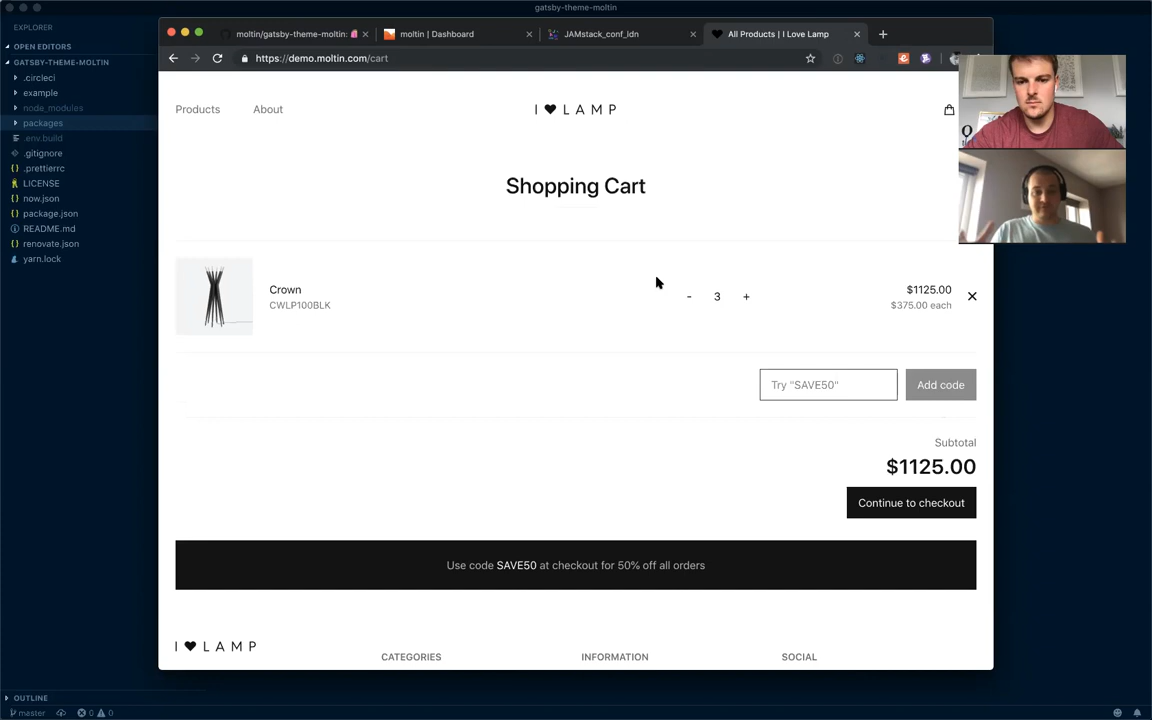 gatsby-theme-moltin
EXPLORER
OPEN EDITORS
GATSBY-THEME-MOLTIN
.circleci
example
node_modules
packages
.env.build
.gitignore
.prettierrc
LICENSE
now.json
package.json
README.md
renovate.json
yarn.lock
OUTLINE
master
0
0
moltin/gatsby-theme-moltin:
moltin | Dashboard
JAMstack_conf_ldn
All Products | I Love Lamp
https://demo.moltin.com/cart
Products
About
I ♥ LAMP
Shopping Cart
Crown
CWLP100BLK
- 3 +
$1125.00
$375.00 each
Try "SAVE50"
Add code
Subtotal
$1125.00
Continue to checkout
Use code SAVE50 at checkout for 50% off all orders
I ♥ LAMP
CATEGORIES
INFORMATION
SOCIAL